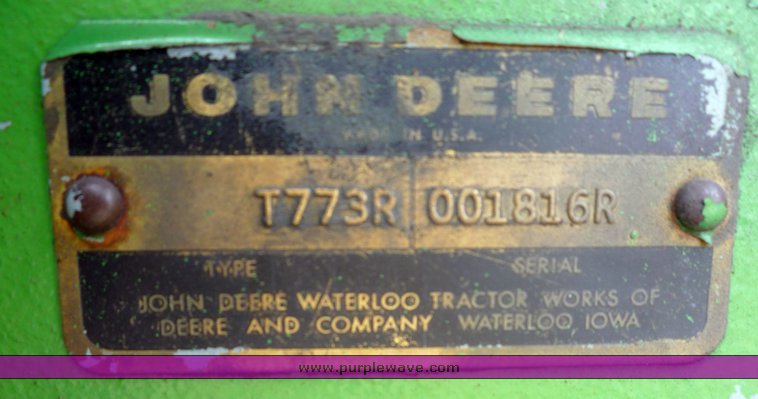 JOHN DEERE
MADE IN U.S.A.
T773R 001816R
TYPE SERIAL
JOHN DEERE WATERLOO TRACTOR WORKS OF
DEERE AND COMPANY WATERLOO, IOWA
www.purplewave.com